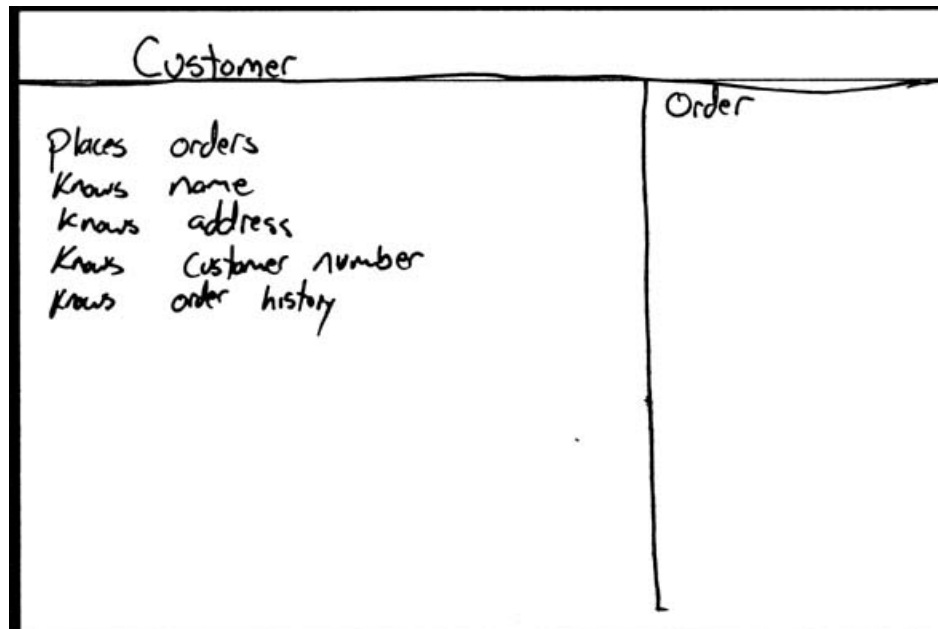 Customer
Order
Places orders
Knows name
Knows address
Knows customer number
Knows order history